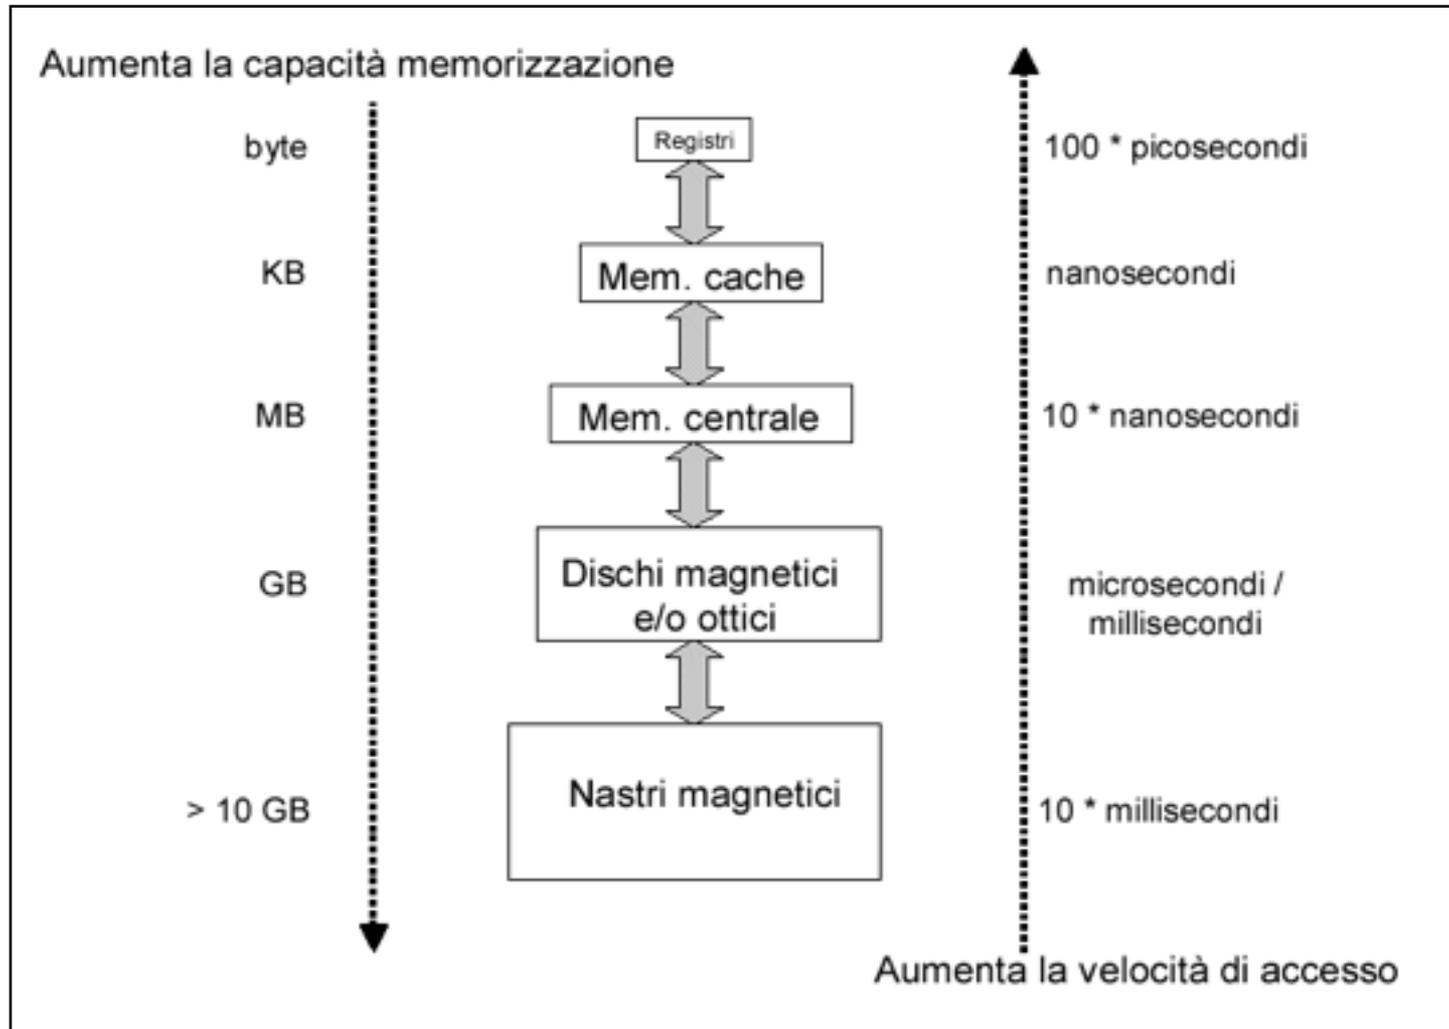 Aumenta la capacità memorizzazione
byte
Registri
100 * picosecondi
KB
Mem. cache
nanosecondi
MB
Mem. centrale
10 * nanosecondi
GB
Dischi magnetici
e/o ottici
microsecondi /
millisecondi
> 10 GB
Nastri magnetici
10 * millisecondi
Aumenta la velocità di accesso